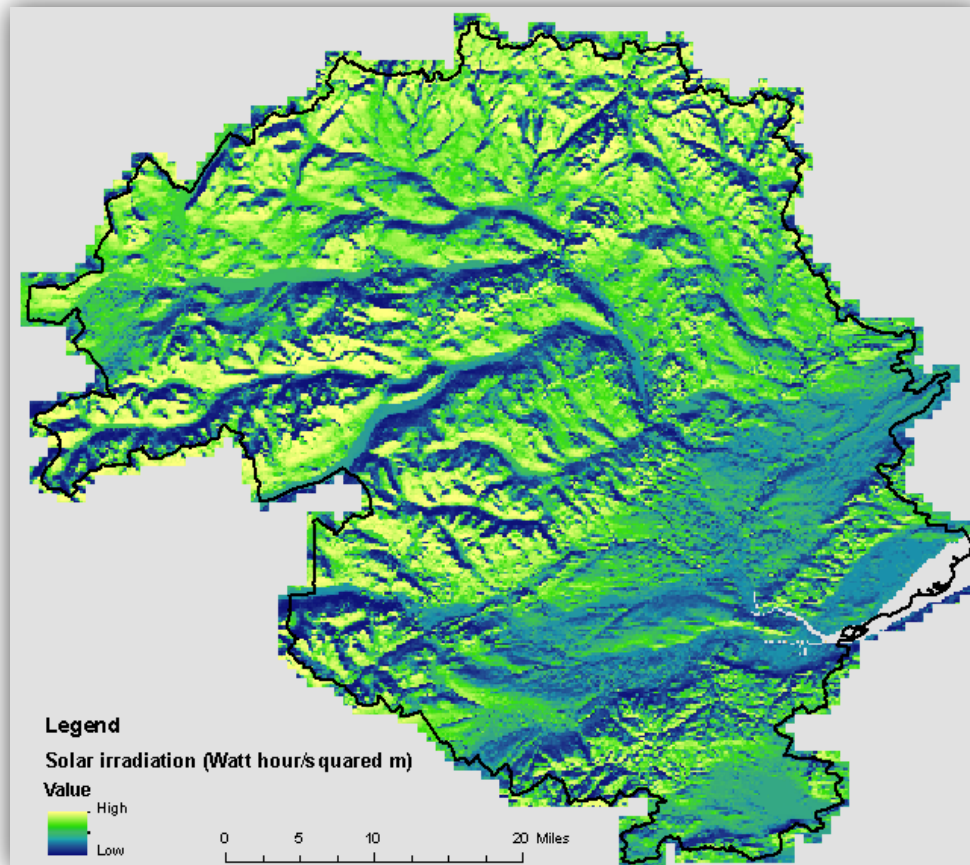 Legend
Solar irradiation (Watt hour/squared m)
Value
High
Low
0 5 10 20 Miles